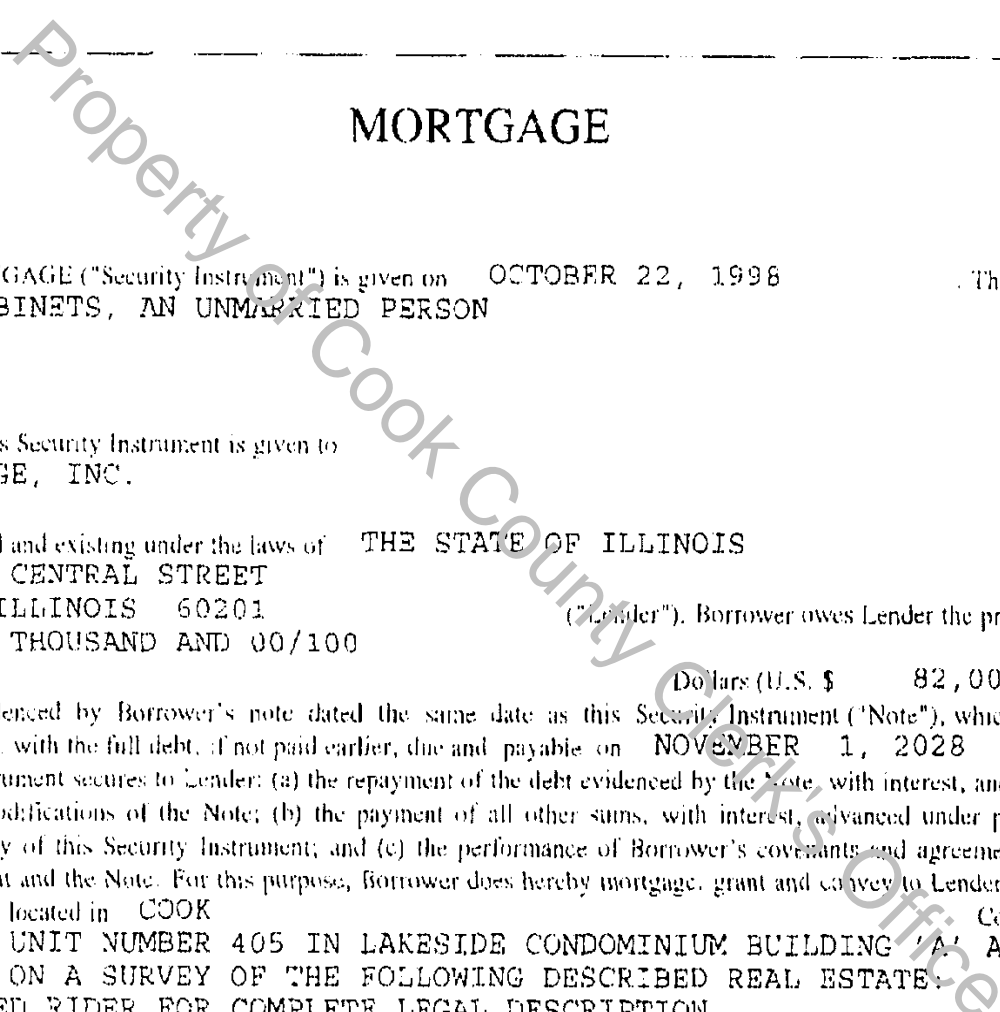 MORTGAGE
GAGE ("Security Instrument") is given on OCTOBER 22, 1998 . Th
BINETS, AN UNMARRIED PERSON
s Security Instrument is given to
GE, INC.
and existing under the laws of THE STATE OF ILLINOIS
CENTRAL STREET
ILLINOIS 60201 ("Lender"). Borrower owes Lender the pr
THOUSAND AND 00/100
Dollars (U.S. $ 82,00
enced by Borrower's note dated the same date as this Security Instrument ("Note"), whic
with the full debt, if not paid earlier, due and payable on NOVEMBER 1, 2028
rument secures to Lender: (a) the repayment of the debt evidenced by the Note, with interest, an
odifications of the Note; (b) the payment of all other sums, with interest, advanced under p
y of this Security Instrument; and (c) the performance of Borrower's covenants and agreeme
t and the Note. For this purpose, Borrower does hereby mortgage, grant and convey to Lender
located in COOK Co
UNIT NUMBER 405 IN LAKESIDE CONDOMINIUM BUILDING 'A' A
ON A SURVEY OF THE FOLLOWING DESCRIBED REAL ESTATE:
ED RIDER FOR COMPLETE LEGAL DESCRIPTION
Property of Cook County Clerk's Office